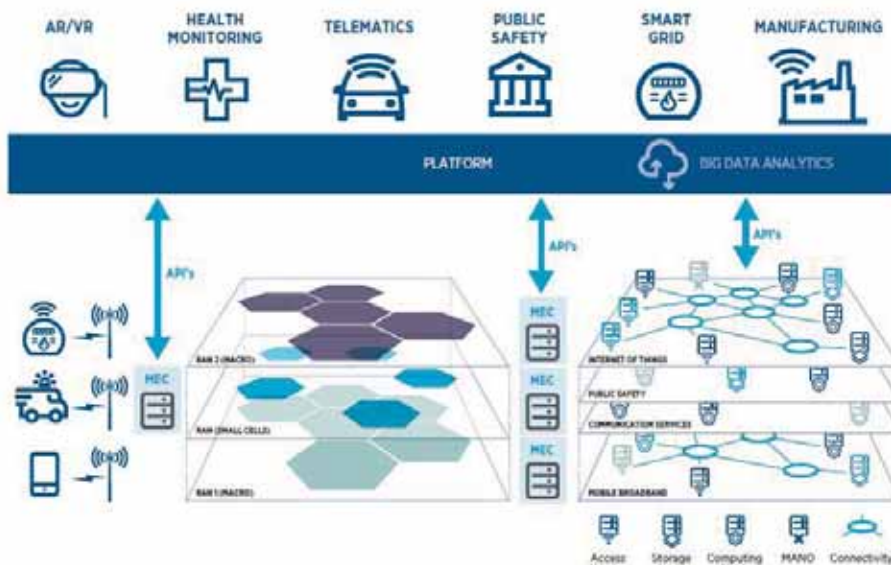 AR/VR
HEALTH
MONITORING
TELEMATICS
PUBLIC
SAFETY
SMART
GRID
MANUFACTURING
PLATFORM
BIG DATA ANALYTICS
API's
API's
API's
MEC
MEC
MEC
MEC
RAN 2 (MACRO)
RAN (SMALL CELLS)
RAN 1 (MACRO)
INTERNET OF THINGS
PUBLIC SAFETY
COMMUNICATION SERVICES
MOBILE BROADBAND
Access
Storage
Computing
MANO
Connectivity